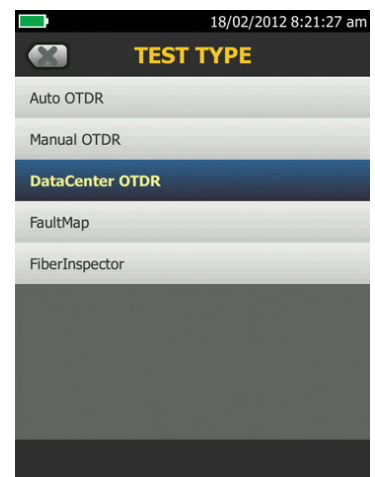 18/02/2012 8:21:27 am
TEST TYPE
Auto OTDR
Manual OTDR
DataCenter OTDR
FaultMap
FiberInspector